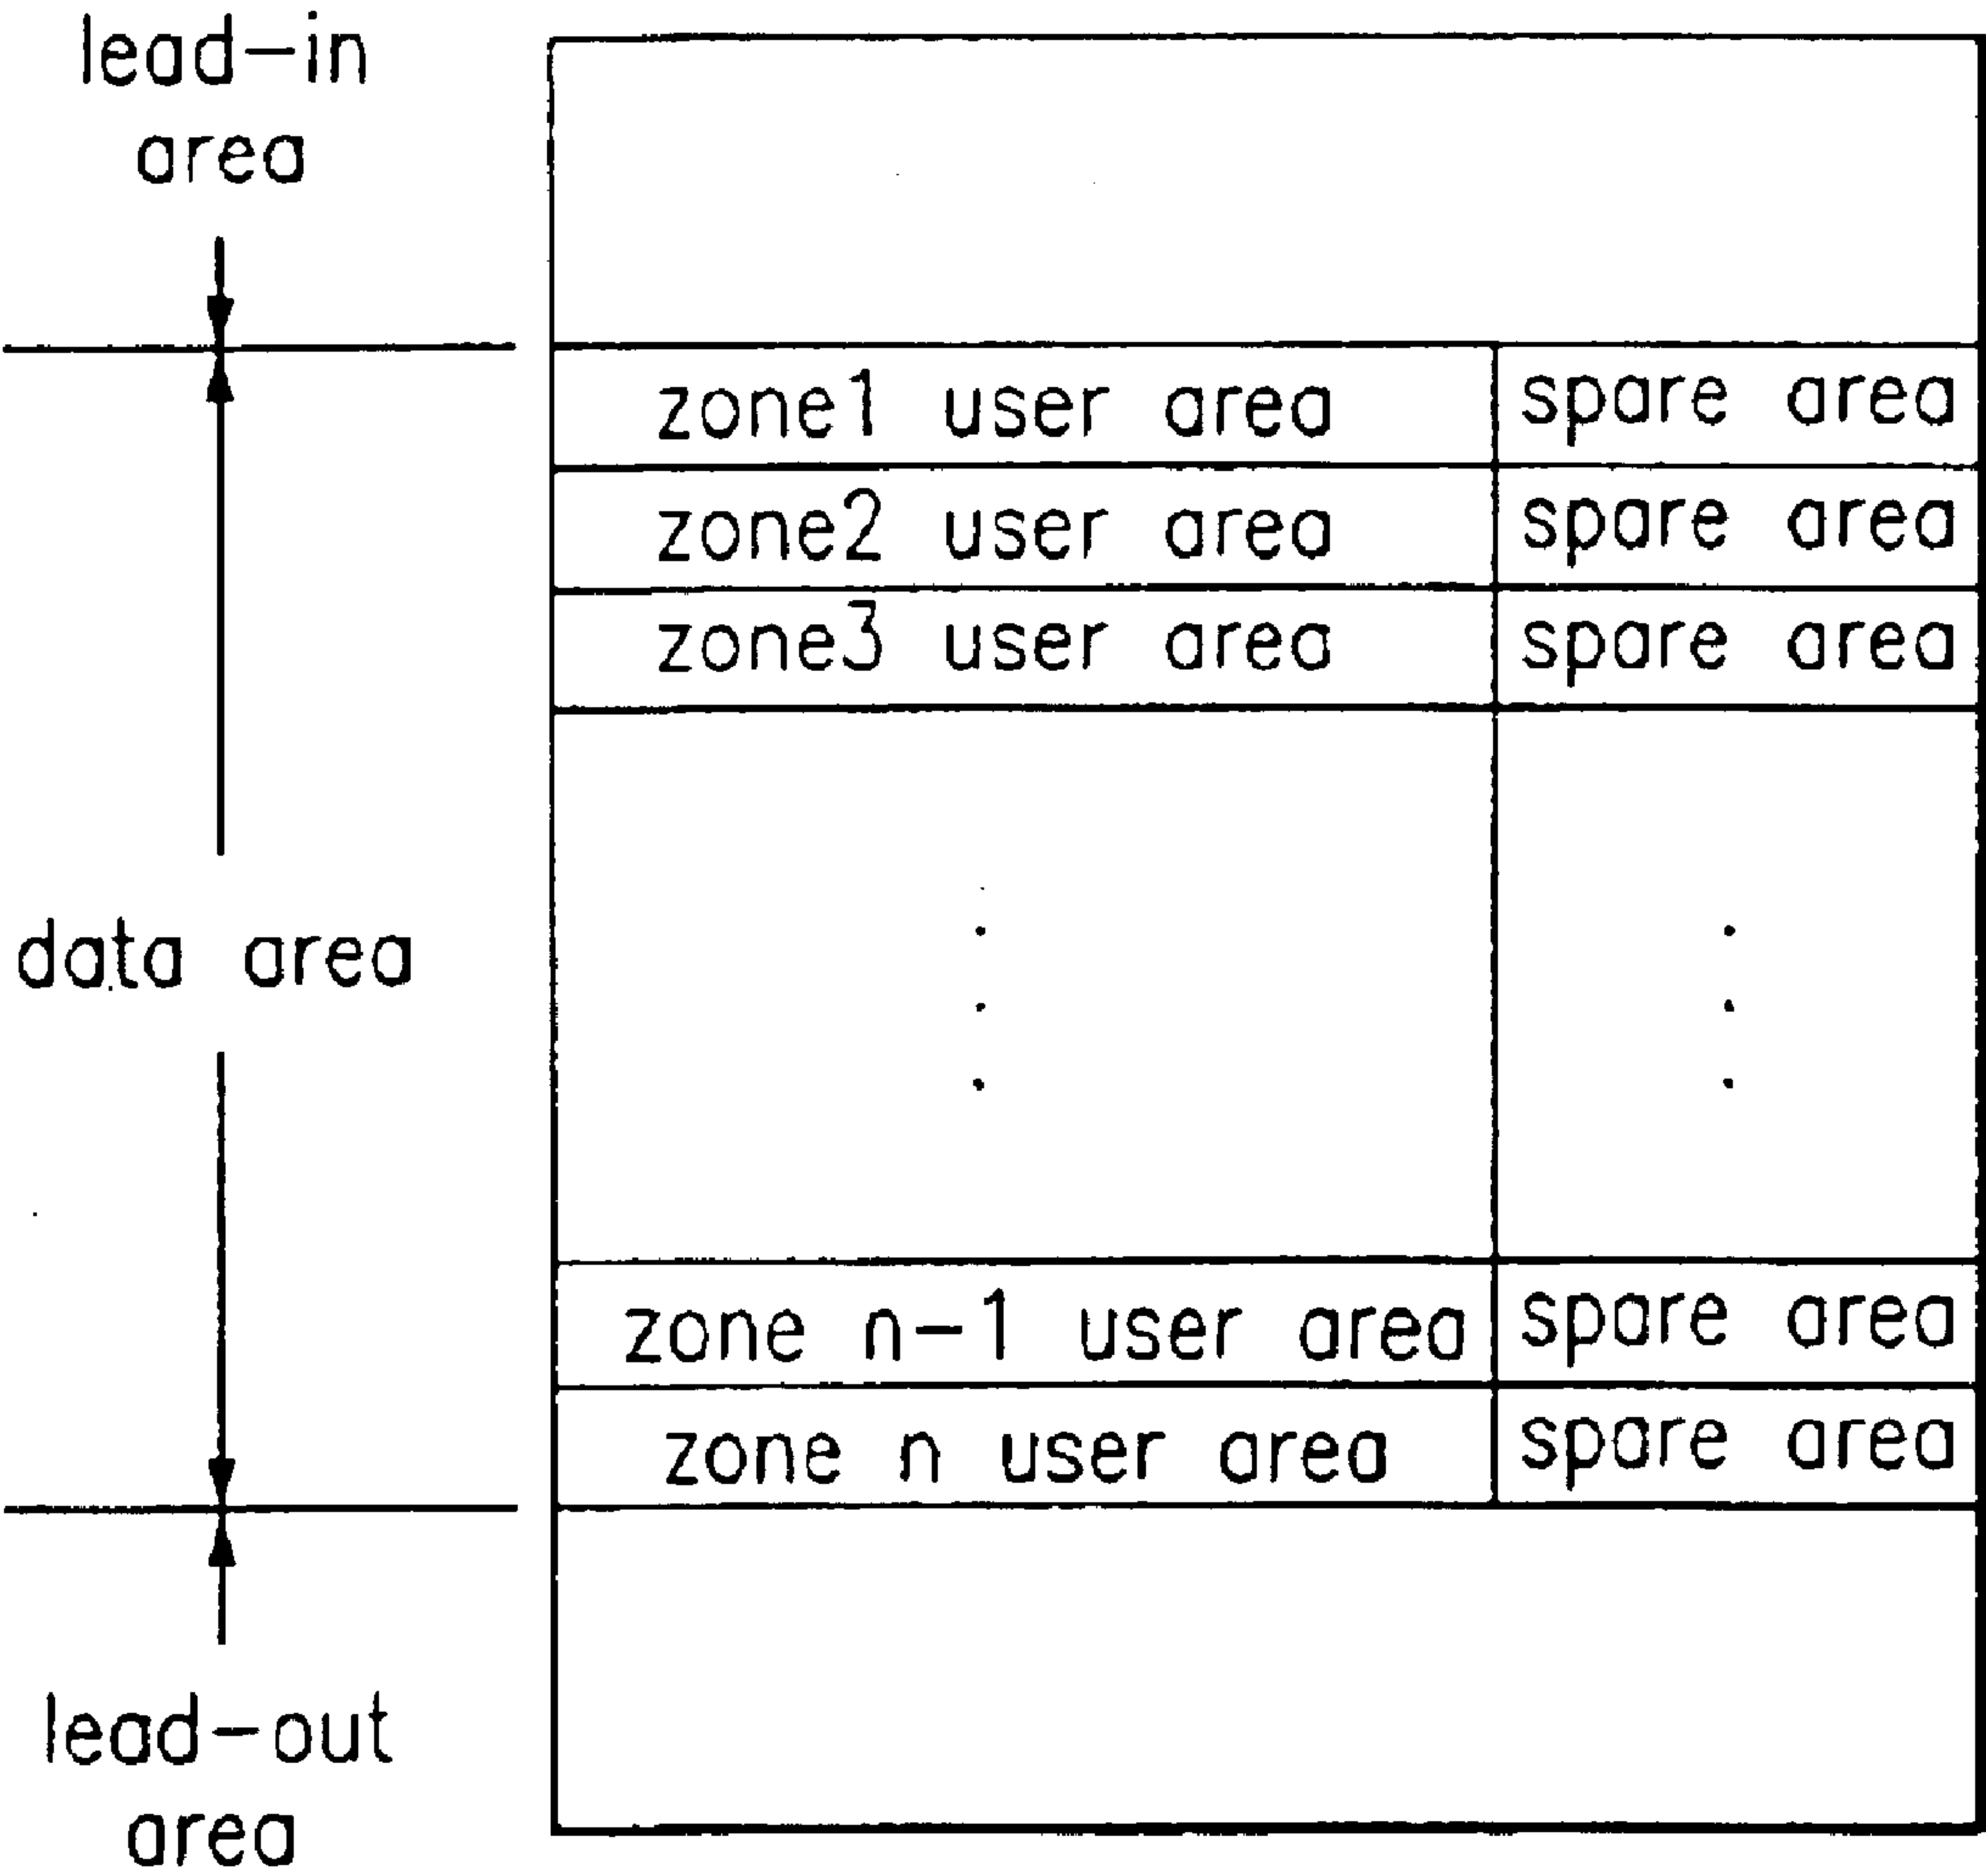 lead-in
area
zone1 user area spare area
zone2 user area spare area
zone3 user area spare area
data area
zone n-1 user area spare area
zone n user area spare area
lead-out
area